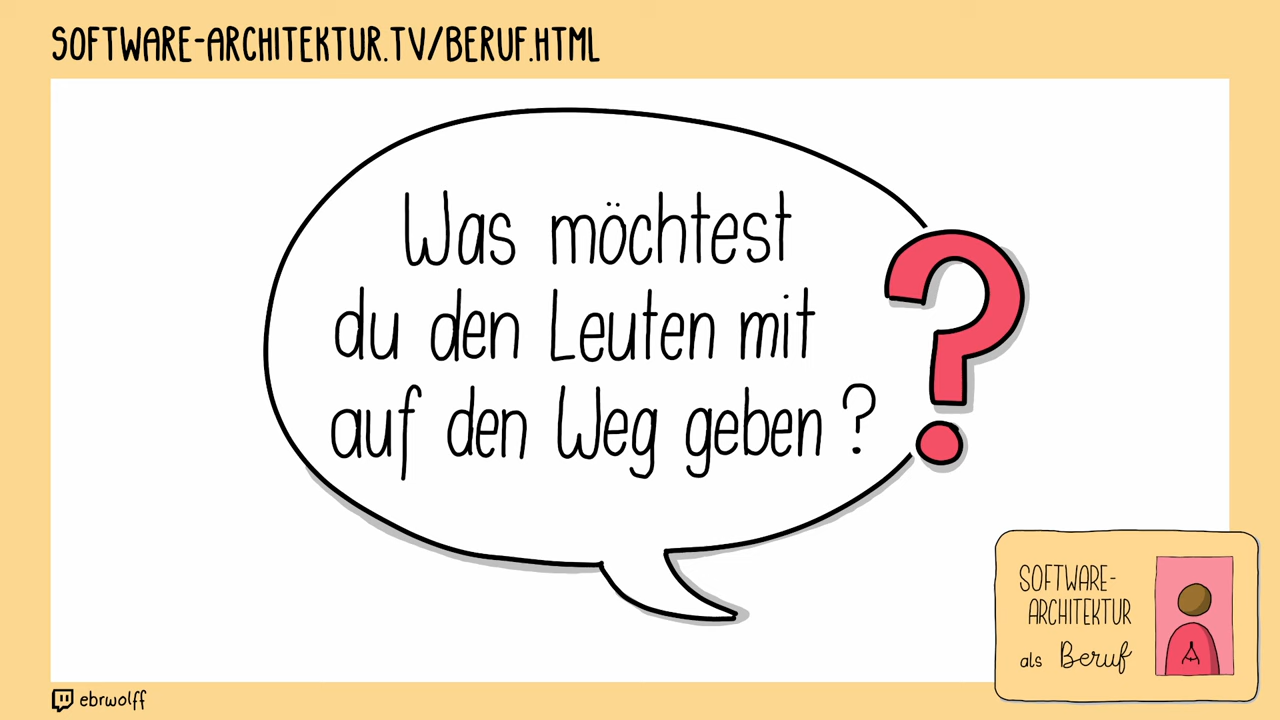 SOFTWARE-ARCHITEKTUR.TV/BERUF.HTML
Was möchtest
du den Leuten mit
auf den Weg geben ?
?
SOFTWARE-
ARCHITEKTUR
als Beruf
ebrwolff